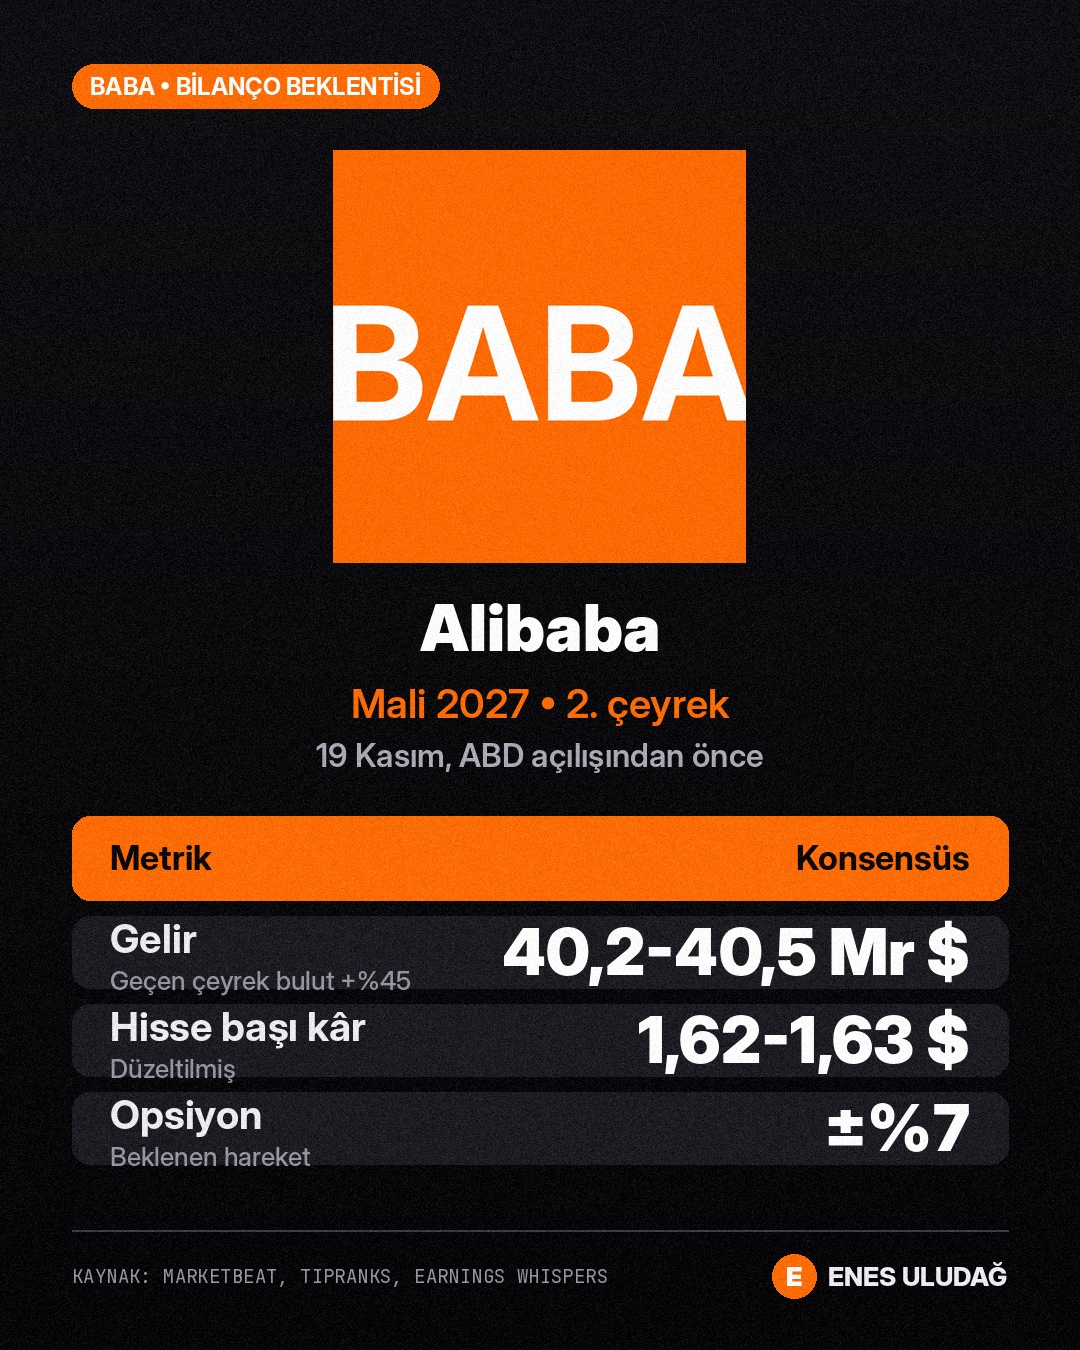 BABA • BİLANÇO BEKLENTİSİ
BABA
Alibaba
Mali 2027 • 2. çeyrek
19 Kasım, ABD açılışından önce
Metrik Konsensüs
Gelir 40,2-40,5 Mr $
Geçen çeyrek bulut +%45
Hisse başı kâr 1,62-1,63 $
Düzeltilmiş
Opsiyon ±%7
Beklenen hareket
KAYNAK: MARKETBEAT, TIPRANKS, EARNINGS WHISPERS
E ENES ULUDAĞ